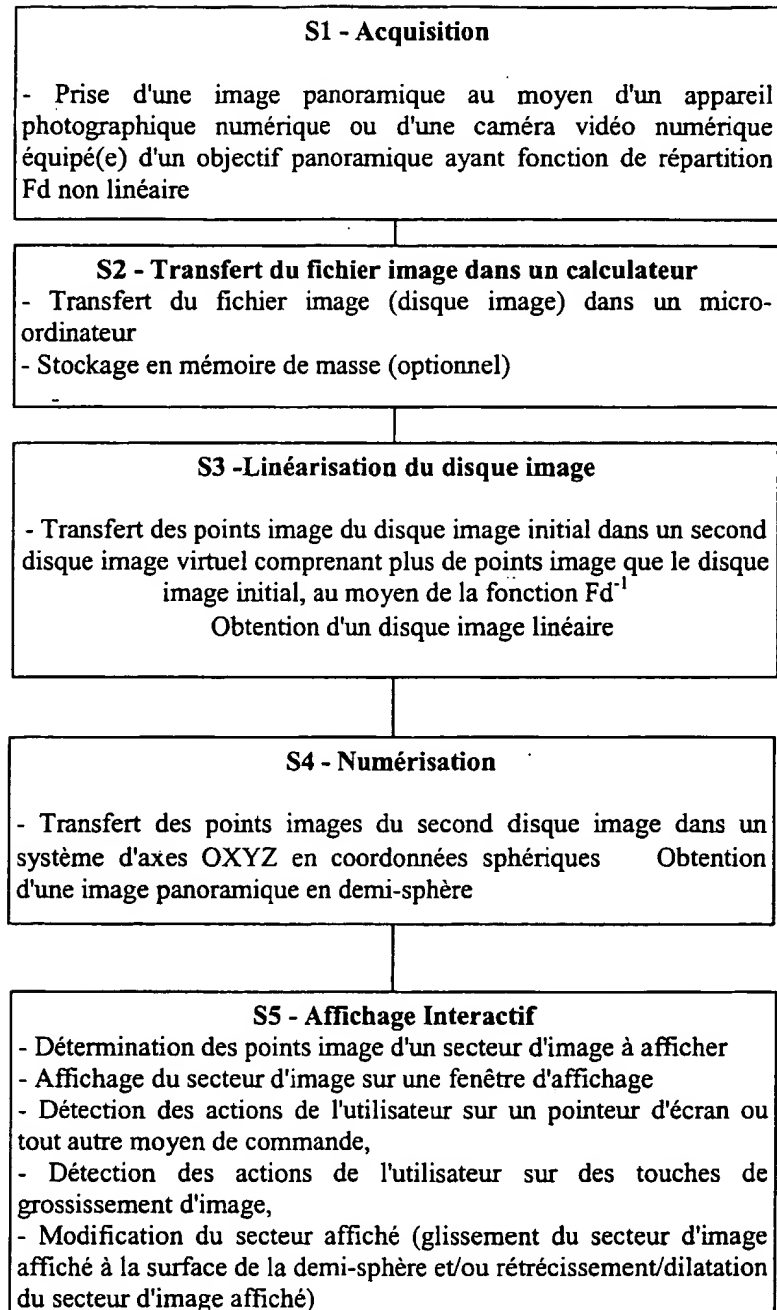 S1 - Acquisition
- Prise d'une image panoramique au moyen d'un appareil
photographique numérique ou d'une caméra vidéo numérique
équipé(e) d'un objectif panoramique ayant fonction de répartition
Fd non linéaire
S2 - Transfert du fichier image dans un calculateur
- Transfert du fichier image (disque image) dans un micro-
ordinateur
- Stockage en mémoire de masse (optionnel)
-
S3 -Linéarisation du disque image
- Transfert des points image du disque image initial dans un second
disque image virtuel comprenant plus de points image que le disque
image initial, au moyen de la fonction Fd⁻¹
Obtention d'un disque image linéaire
S4 - Numérisation
- Transfert des points images du second disque image dans un
système d'axes OXYZ en coordonnées sphériques Obtention
d'une image panoramique en demi-sphère
S5 - Affichage Interactif
- Détermination des points image d'un secteur d'image à afficher
- Affichage du secteur d'image sur une fenêtre d'affichage
- Détection des actions de l'utilisateur sur un pointeur d'écran ou
tout autre moyen de commande,
- Détection des actions de l'utilisateur sur des touches de
grossissement d'image,
- Modification du secteur affiché (glissement du secteur d'image
affiché à la surface de la demi-sphère et/ou rétrécissement/dilatation
du secteur d'image affiché)